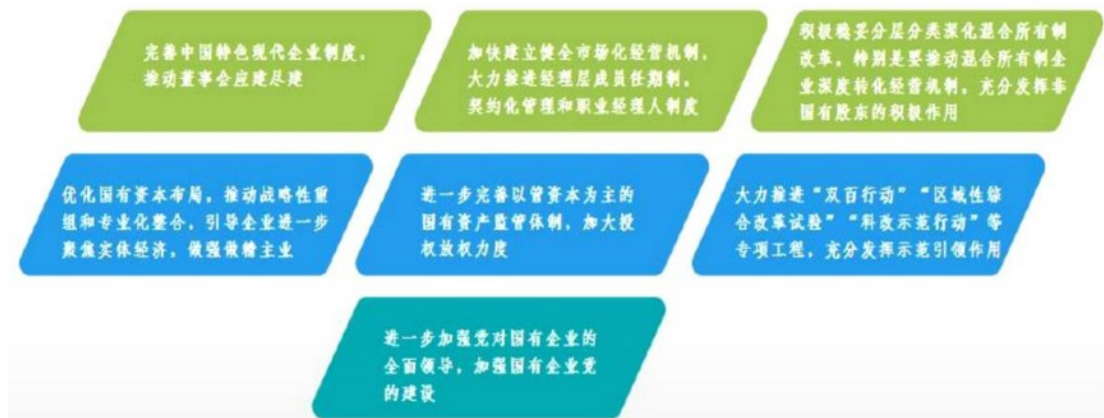 完善中国特色现代企业制度，
推动董事会应建尽建
加快建立健全市场化经营机制，
大力推进经理层成员任期制，
契约化管理和职业经理人制度
积极稳妥分层分类深化混合所有制
改革，特别是要推动混合所有制企
业深度转化经营机制，充分发挥非
国有股东的积极作用
优化国有资本布局，推动战略性重
组和专业化整合，引导企业进一步
聚焦实体经济，做强做精主业
进一步完善以管资本为主的
国有资产监管体制，加大授
权放权力度
大力推进“双百行动”“区域性综
合改革试验”“科改示范行动”等
专项工程，充分发挥示范引领作用
进一步加强党对国有企业的
全面领导，加强国有企业党
的建设